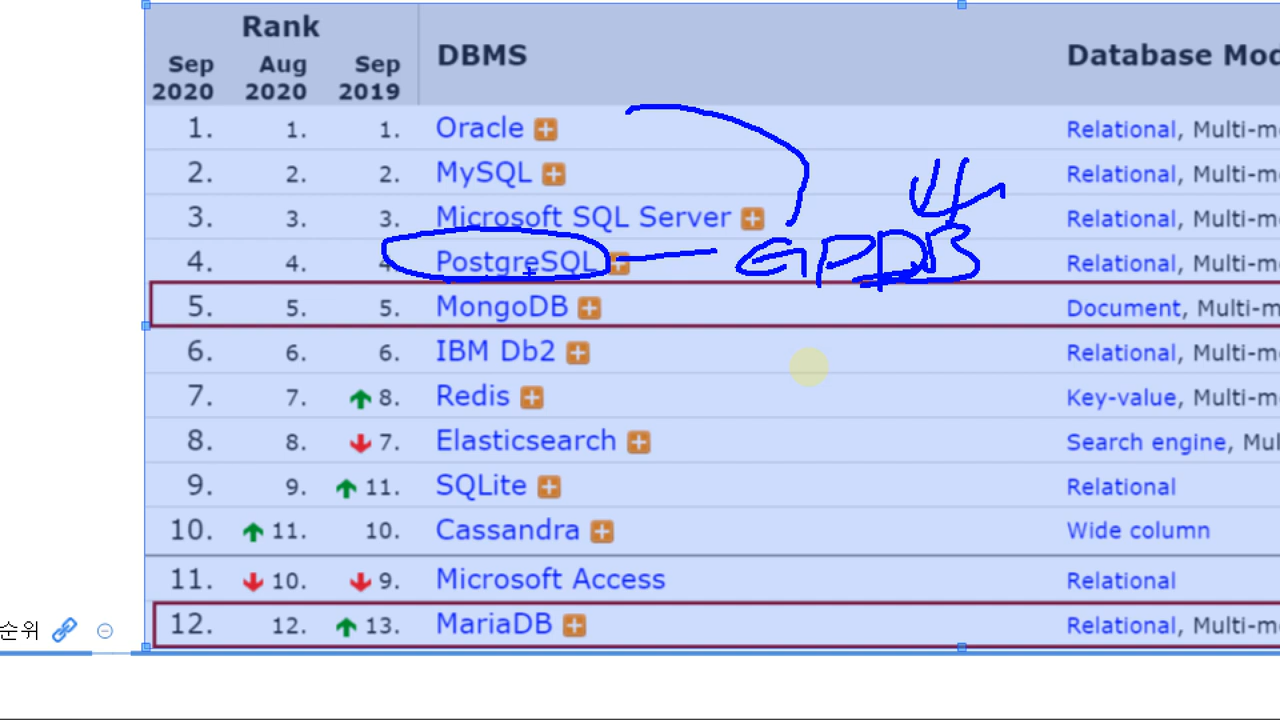 Rank
Sep 2020 Aug 2020 Sep 2019 DBMS Database Mod
1. 1. 1. Oracle Relational, Multi-m
2. 2. 2. MySQL Relational, Multi-m
3. 3. 3. Microsoft SQL Server Relational, Multi-m
4. 4. 4. PostgreSQL GPDB Relational, Multi-m
5. 5. 5. MongoDB Document, Multi-m
6. 6. 6. IBM Db2 Relational, Multi-m
7. 7. 8. Redis Key-value, Multi-m
8. 8. 7. Elasticsearch Search engine, Mul
9. 9. 11. SQLite Relational
10. 11. 10. Cassandra Wide column
11. 10. 9. Microsoft Access Relational
12. 12. 13. MariaDB Relational, Multi-m
순위